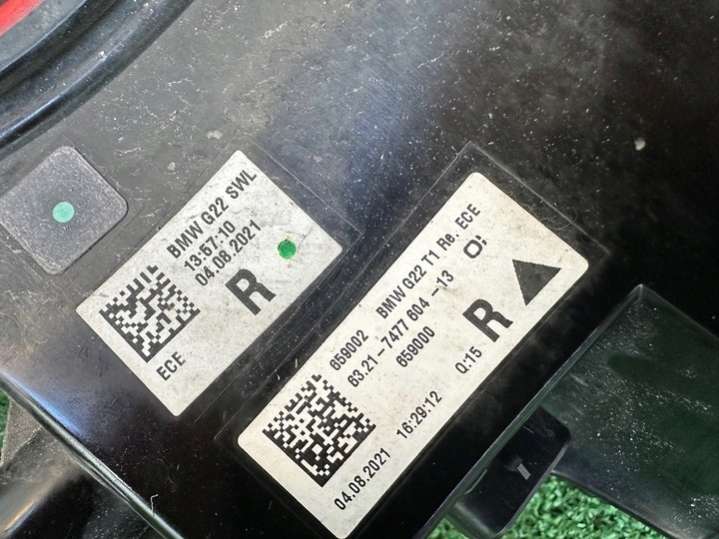 BMW G22 SWL
13:57:10
04.08.2021
R
ECE
659002 BMW G22 T1 Re. ECE
63.21-7477 604 -13
659000
R
04.08.2021 16:29:12 Q:15